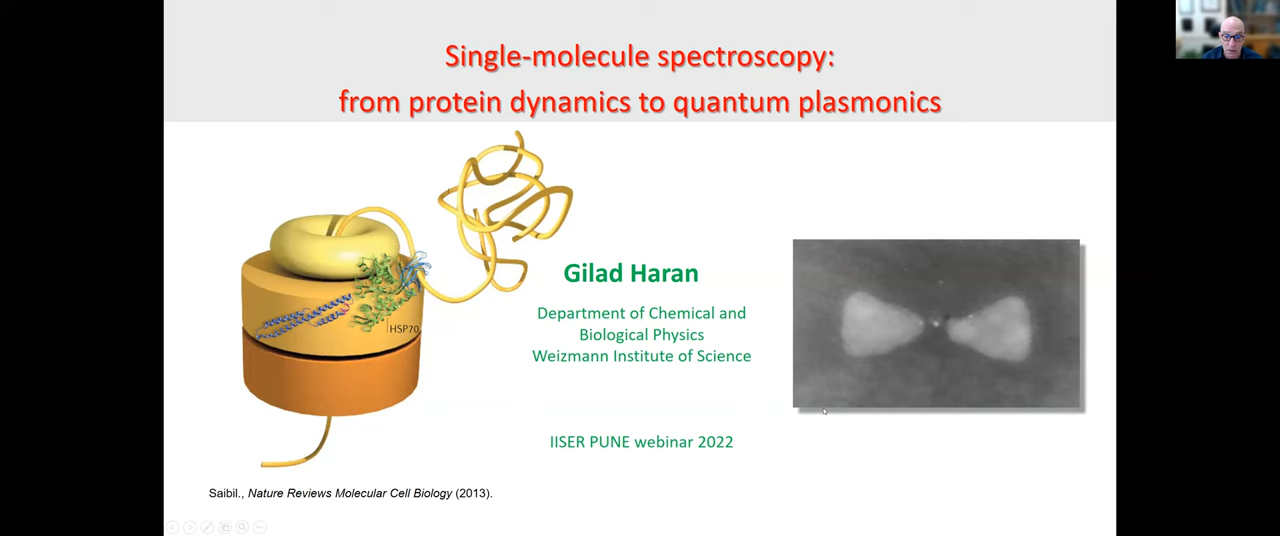 Single-molecule spectroscopy:
from protein dynamics to quantum plasmonics
HSP70
Gilad Haran
Department of Chemical and
Biological Physics
Weizmann Institute of Science
IISER PUNE webinar 2022
Saibil., Nature Reviews Molecular Cell Biology (2013).